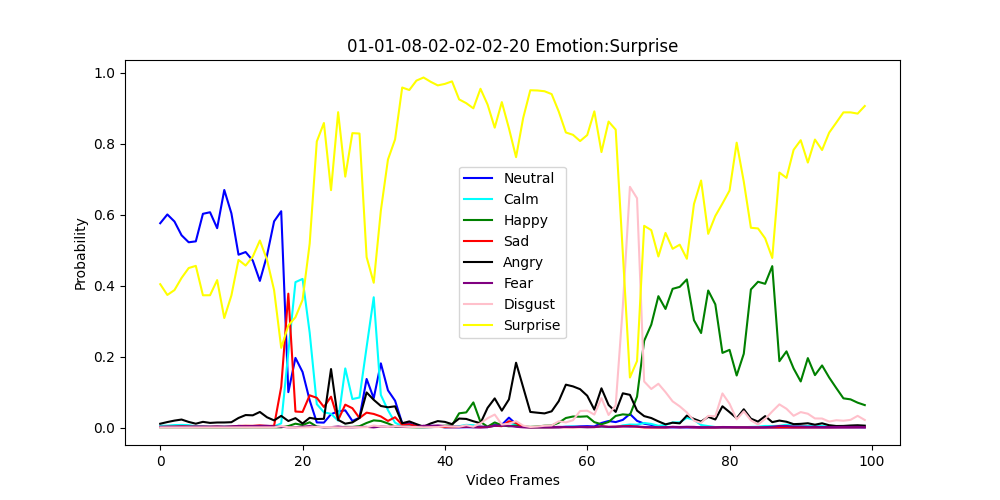 01-01-08-02-02-02-20 Emotion:Surprise
Probability
1.0
0.8
0.6
0.4
0.2
0.0
Neutral
Calm
Happy
Sad
Angry
Fear
Disgust
Surprise
0 20 40 60 80 100
Video Frames